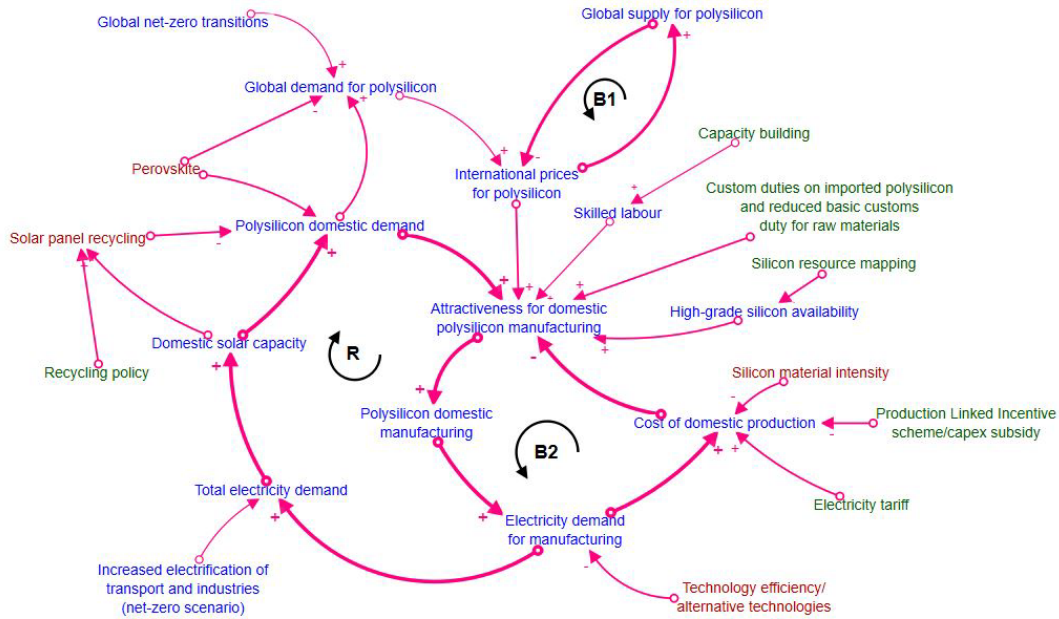 Global supply for polysilicon
Global net-zero transitions
+
+
Global demand for polysilicon
+
B1
-
Capacity building
+
-
Perovskite
International prices
for polysilicon
+
Custom duties on imported polysilicon
and reduced basic customs
duty for raw materials
Skilled labour
Polysilicon domestic demand
Solar panel recycling
-
+
+
Silicon resource mapping
+
+
+
-
+
Attractiveness for domestic
polysilicon manufacturing
High-grade silicon availability
+
Domestic solar capacity
R
-
+
Recycling policy
Silicon material intensity
+
-
Polysilicon domestic
manufacturing
Cost of domestic production
-
Production Linked Incentive
scheme/capex subsidy
B2
+
+
Total electricity demand
Electricity tariff
+
+
Electricity demand
for manufacturing
Increased electrification of
transport and industries
(net-zero scenario)
-
Technology efficiency/
alternative technologies